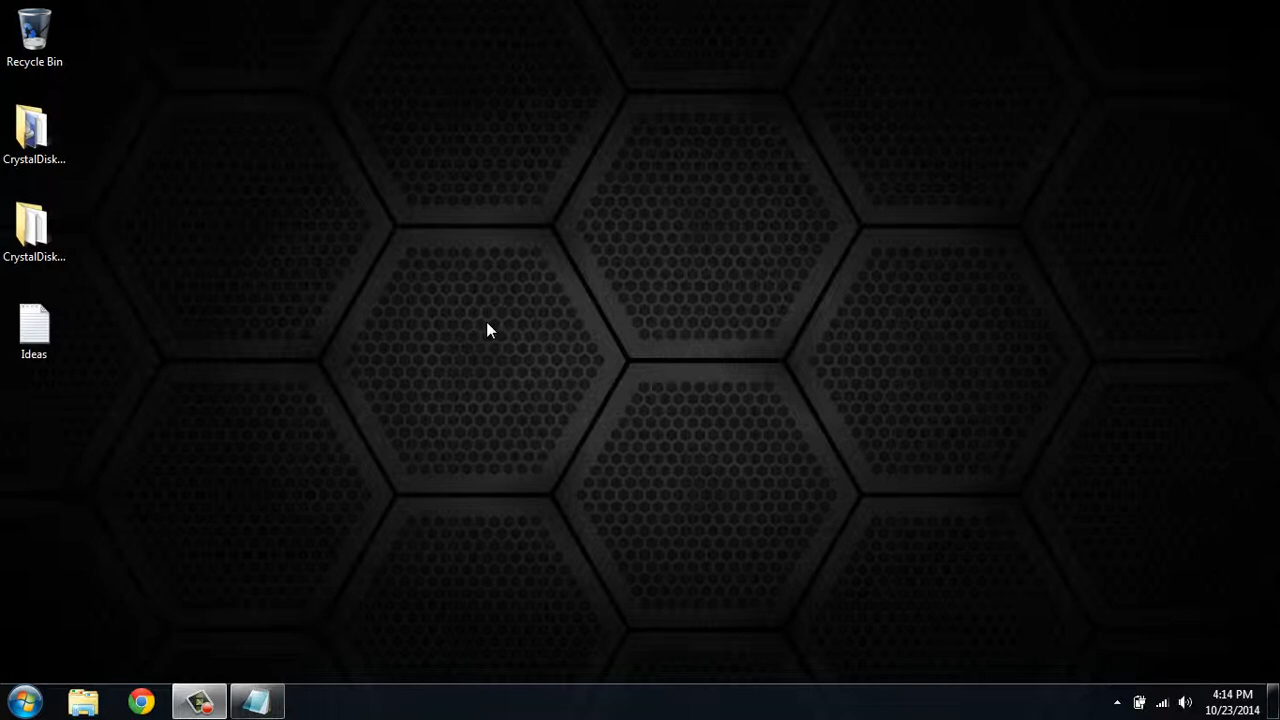 Recycle Bin
CrystalDisk...
CrystalDisk...
Ideas
4:14 PM
10/23/2014